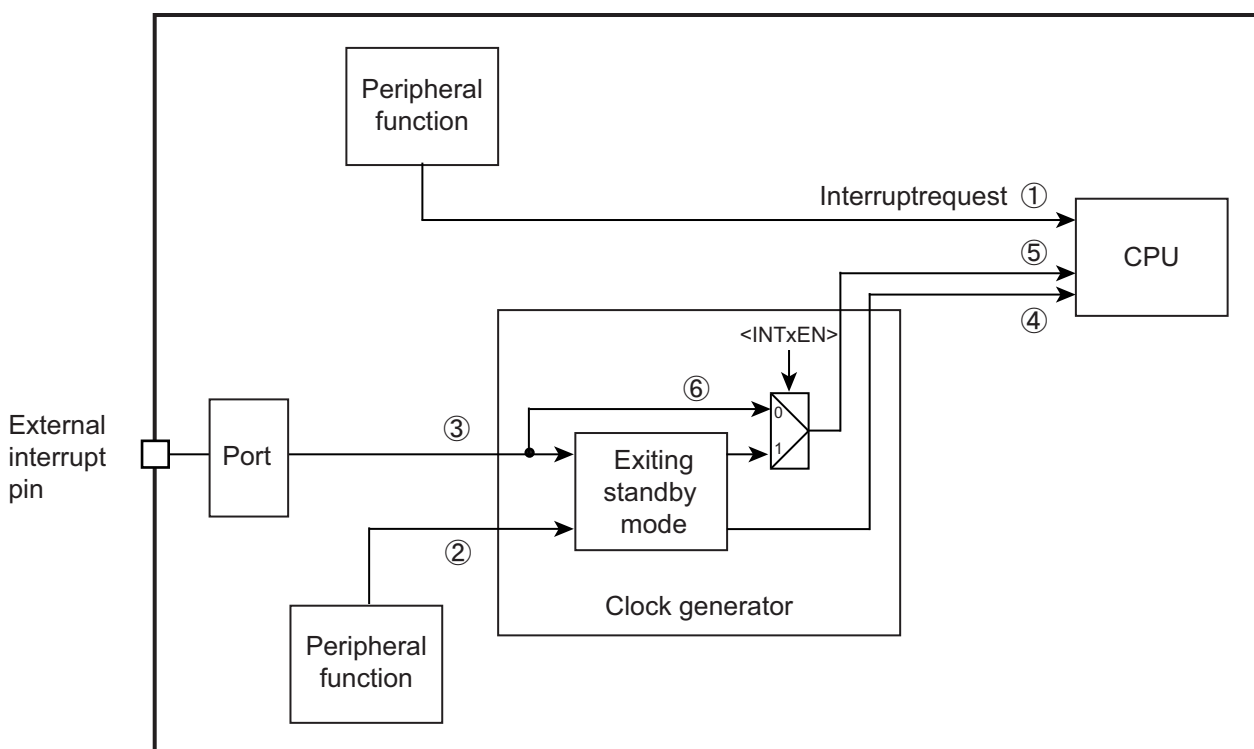 Peripheral
function
Interruptrequest ①
CPU
⑤
④
<INTxEN>
⑥
0
1
External
interrupt
pin
Port
③
Exiting
standby
mode
②
Clock generator
Peripheral
function